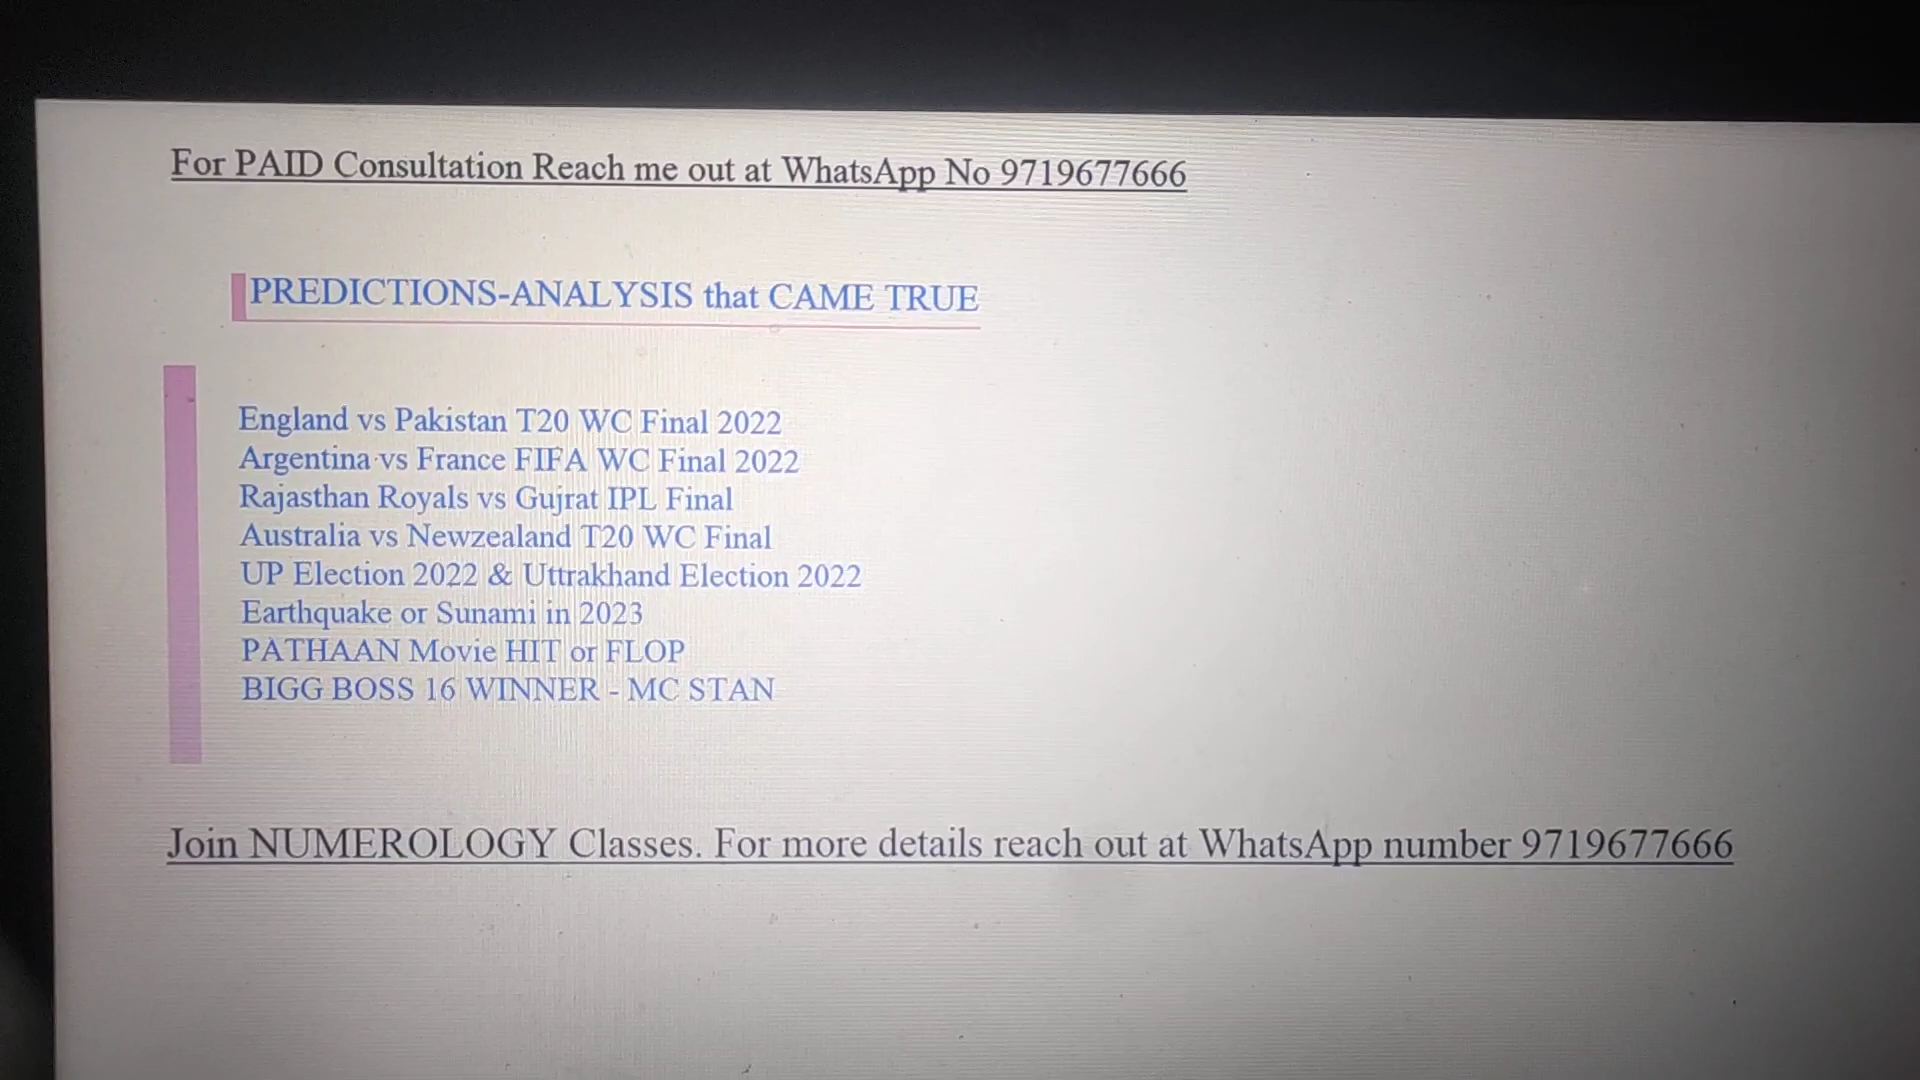 For PAID Consultation Reach me out at WhatsApp No 9719677666
PREDICTIONS-ANALYSIS that CAME TRUE
England vs Pakistan T20 WC Final 2022
Argentina vs France FIFA WC Final 2022
Rajasthan Royals vs Gujrat IPL Final
Australia vs Newzealand T20 WC Final
UP Election 2022 & Uttrakhand Election 2022
Earthquake or Sunami in 2023
PATHAAN Movie HIT or FLOP
BIGG BOSS 16 WINNER - MC STAN
Join NUMEROLOGY Classes. For more details reach out at WhatsApp number 9719677666